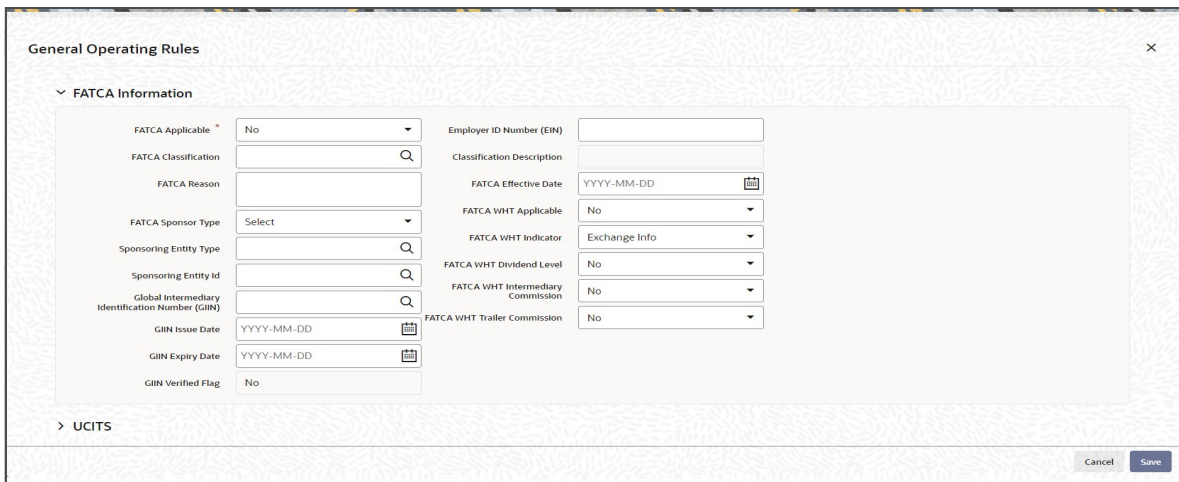 General Operating Rules
FATCA Information
FATCA Applicable * No
FATCA Classification
FATCA Reason
FATCA Sponsor Type Select
Sponsoring Entity Type
Sponsoring Entity Id
Global Intermediary
Identification Number (GIIN)
GIIN Issue Date YYYY-MM-DD
GIIN Expiry Date YYYY-MM-DD
GIIN Verified Flag No
Employer ID Number (EIN)
Classification Description
FATCA Effective Date YYYY-MM-DD
FATCA WHT Applicable No
FATCA WHT Indicator Exchange Info
FATCA WHT Dividend Level No
FATCA WHT Intermediary
Commission No
FATCA WHT Trailer Commission No
UCITS
Cancel Save